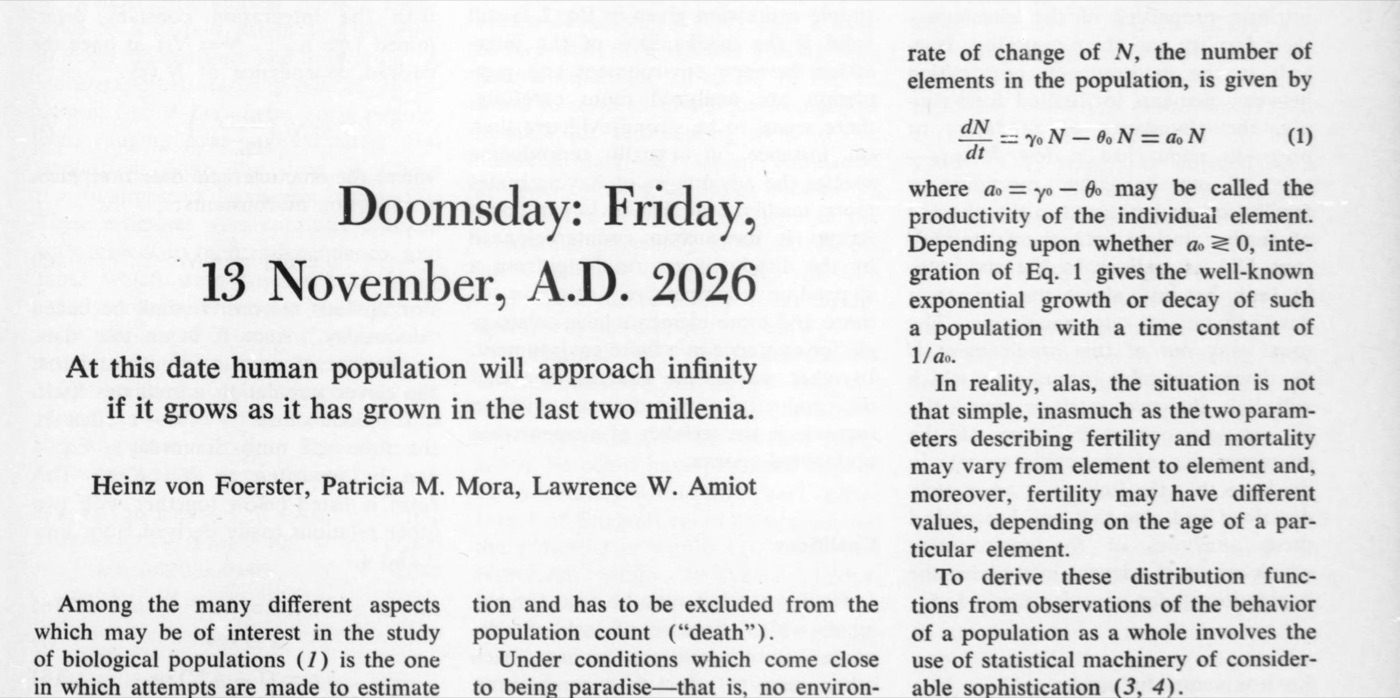 Doomsday: Friday,
13 November, A.D. 2026
At this date human population will approach infinity
if it grows as it has grown in the last two millenia.
Heinz von Foerster, Patricia M. Mora, Lawrence W. Amiot
Among the many different aspects
which may be of interest in the study
of biological populations (1) is the one
in which attempts are made to estimate
tion and has to be excluded from the
population count (“death”).
Under conditions which come close
to being paradise—that is, no environ-
rate of change of N, the number of
elements in the population, is given by
dN/dt = γ₀ N − θ₀ N = a₀ N (1)
where a₀ = γ₀ − θ₀ may be called the
productivity of the individual element.
Depending upon whether a₀ ≷ 0, inte-
gration of Eq. 1 gives the well-known
exponential growth or decay of such
a population with a time constant of
1/a₀.
In reality, alas, the situation is not
that simple, inasmuch as the two param-
eters describing fertility and mortality
may vary from element to element and,
moreover, fertility may have different
values, depending on the age of a par-
ticular element.
To derive these distribution func-
tions from observations of the behavior
of a population as a whole involves the
use of statistical machinery of consider-
able sophistication (3, 4).